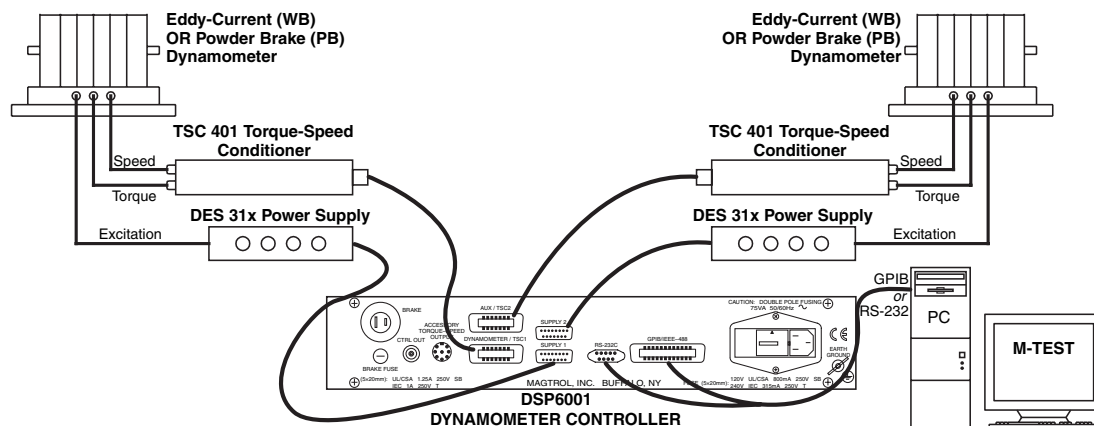 Eddy-Current (WB)
OR Powder Brake (PB)
Dynamometer
TSC 401 Torque-Speed
Conditioner
Speed
Torque
DES 31x Power Supply
Excitation
Eddy-Current (WB)
OR Powder Brake (PB)
Dynamometer
TSC 401 Torque-Speed
Conditioner
Speed
Torque
DES 31x Power Supply
Excitation
GPIB
or
RS-232
PC
M-TEST
BRAKE
CTRL OUT
ACCESSORY
TORQUE-SPEED
OUTPUT
AUX / TSC2
DYNAMOMETER / TSC1
SUPPLY 2
SUPPLY 1
RS-232C
GPIB/IEEE-488
CAUTION: DOUBLE POLE FUSING
75VA 50/60Hz
CE
EARTH
GROUND
BRAKE FUSE
(5x20mm): UL/CSA 1.25A 250V SB
IEC 1A 250V T
MAGTROL, INC. BUFFALO, NY
FUSE (5x20mm): 120V UL/CSA 800mA 250V SB
240V IEC 315mA 250V T
DSP6001
DYNAMOMETER CONTROLLER